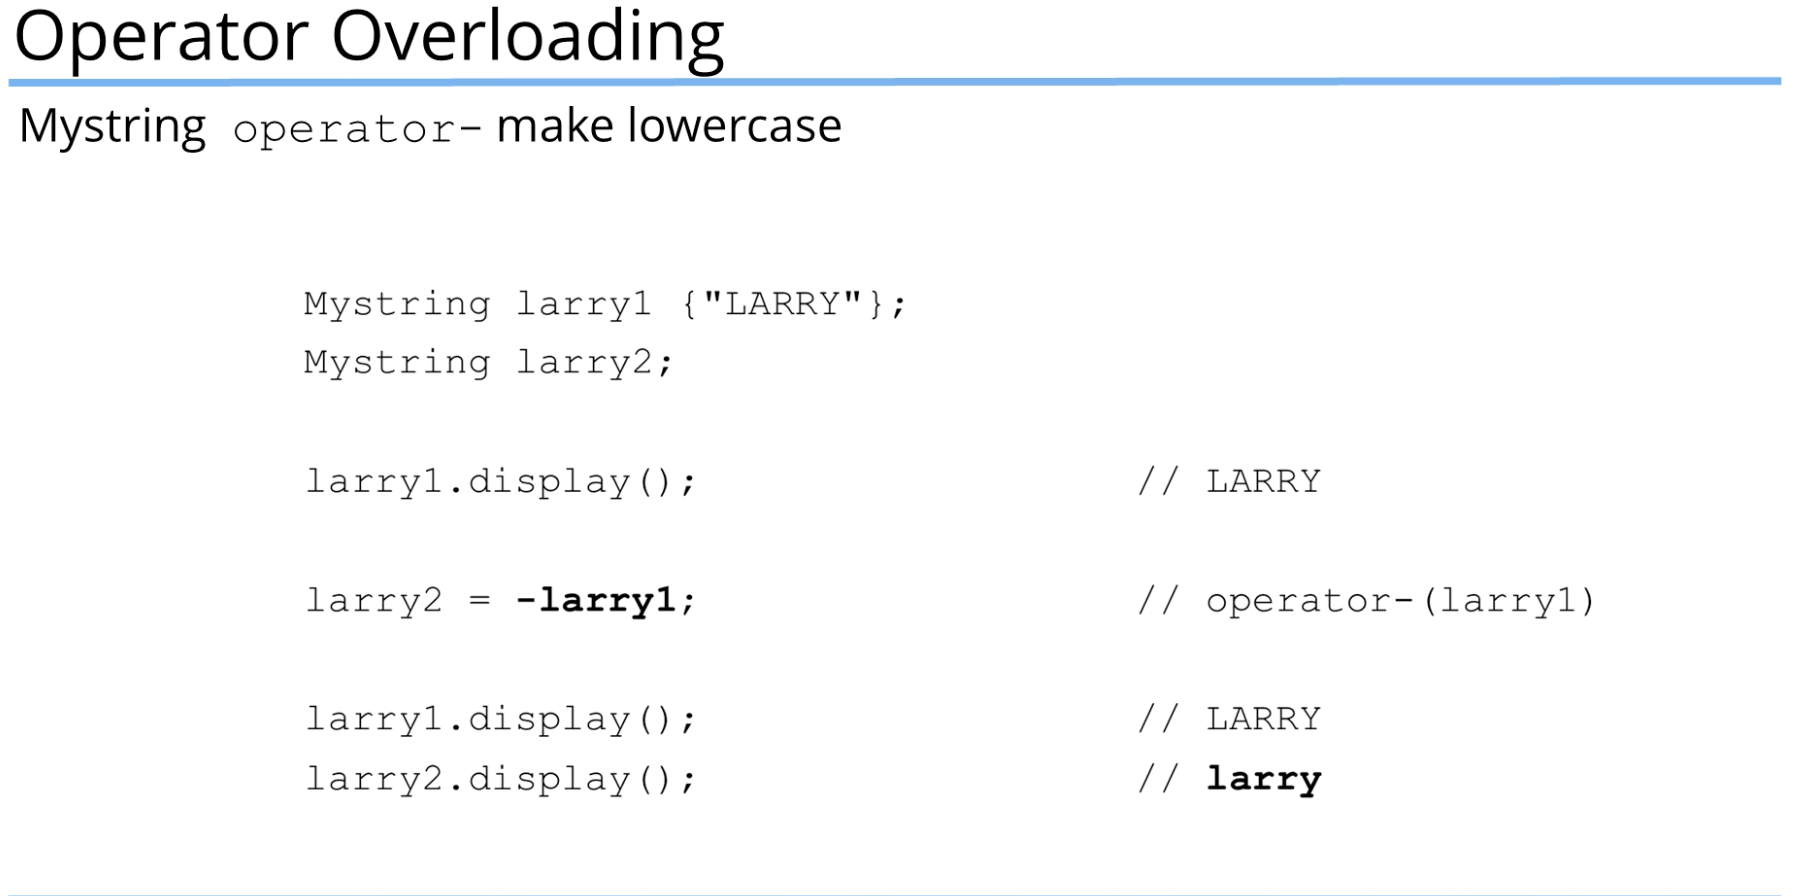 Operator Overloading
Mystring operator- make lowercase
Mystring larry1 {"LARRY"};
Mystring larry2;
larry1.display(); // LARRY
larry2 = -larry1; // operator-(larry1)
larry1.display(); // LARRY
larry2.display(); // larry